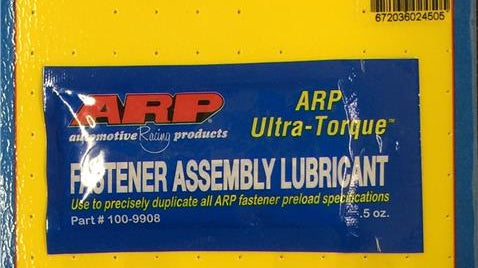 672036024505
ARP
automotive Racing products
ARP
Ultra-Torque™
FASTENER ASSEMBLY LUBRICANT
Use to precisely duplicate all ARP fastener preload specifications
Part # 100-9908
.5 oz.